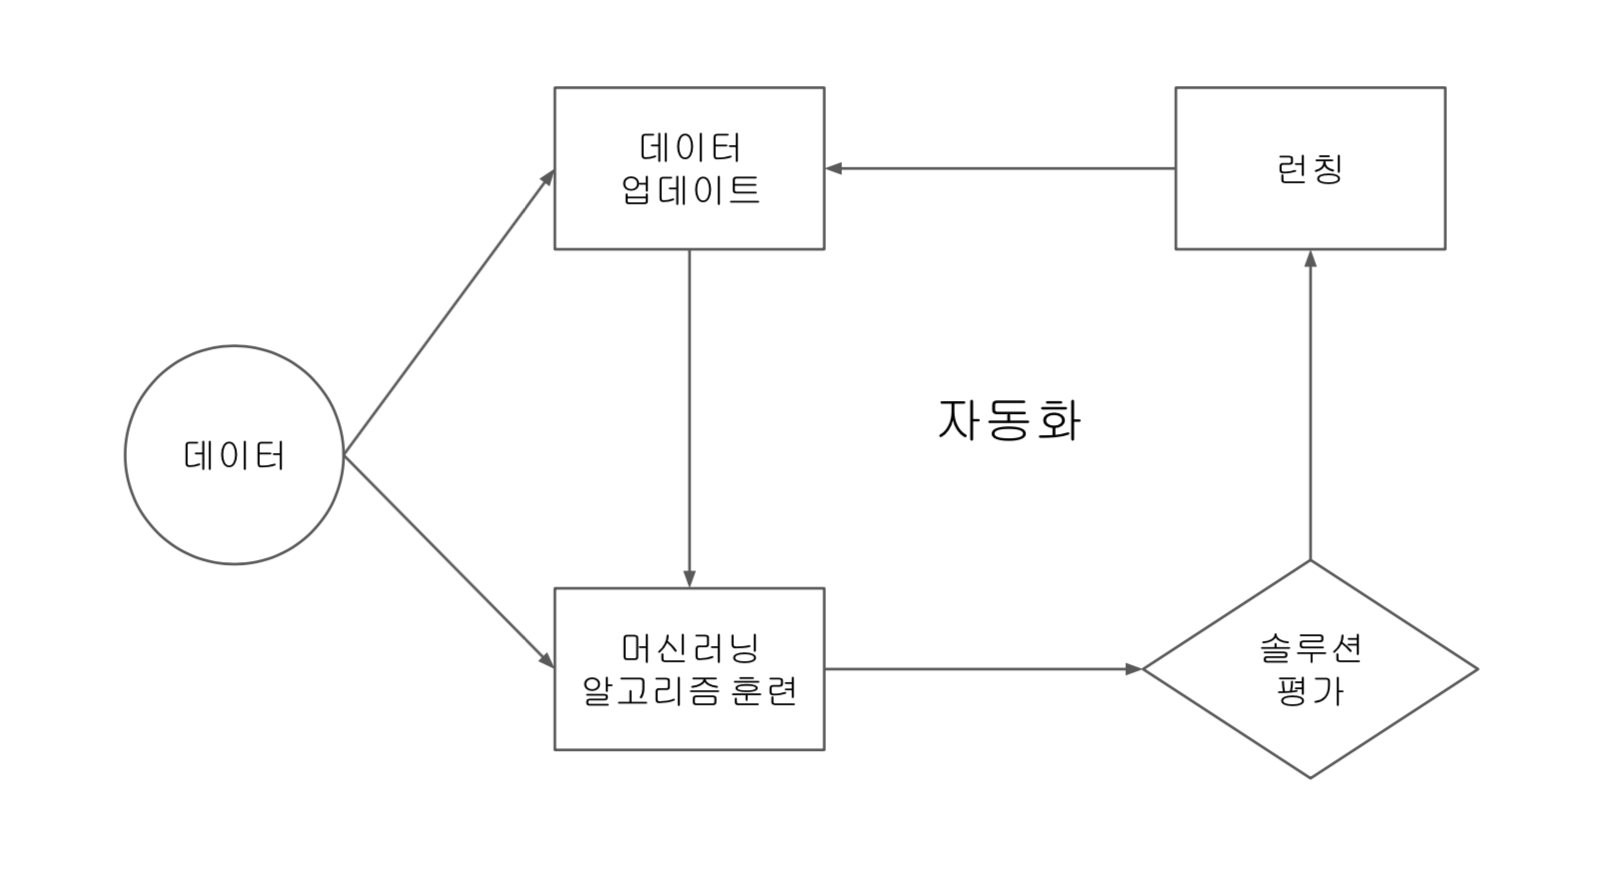 데이터
업데이트
런칭
자동화
데이터
머신러닝
알고리즘 훈련
솔루션
평가